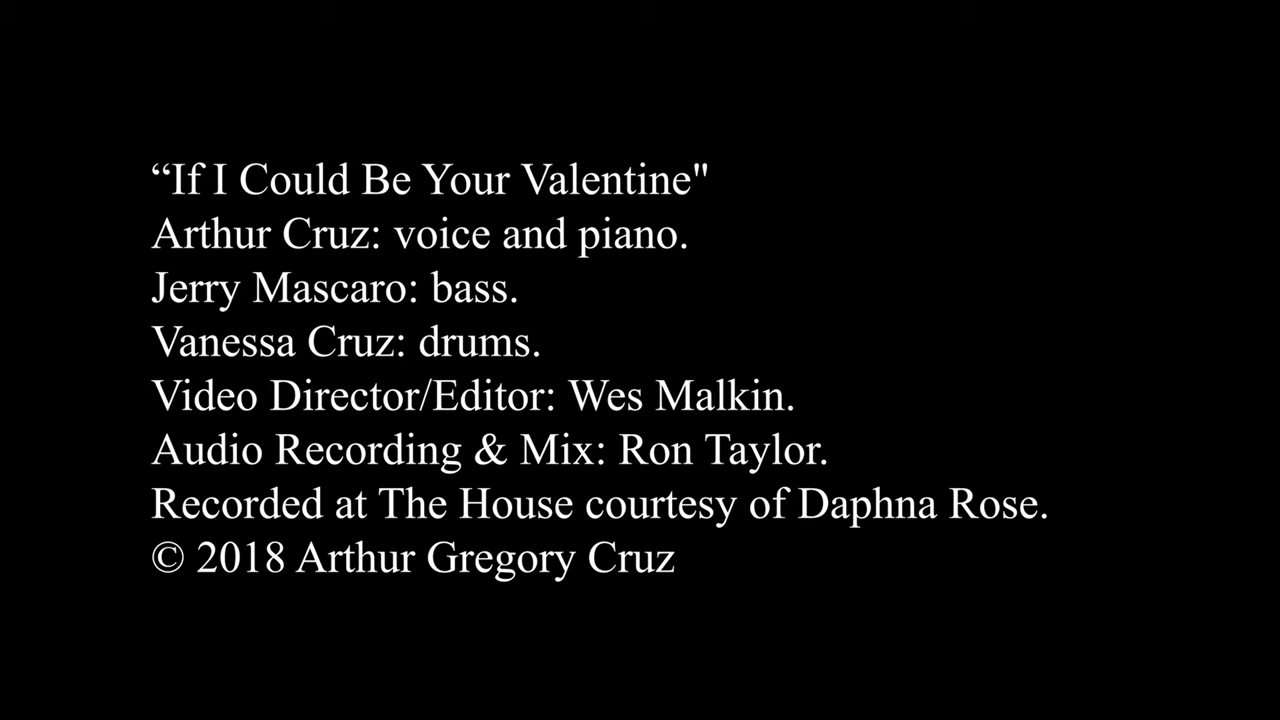 “If I Could Be Your Valentine"
Arthur Cruz: voice and piano.
Jerry Mascaro: bass.
Vanessa Cruz: drums.
Video Director/Editor: Wes Malkin.
Audio Recording & Mix: Ron Taylor.
Recorded at The House courtesy of Daphna Rose.
© 2018 Arthur Gregory Cruz